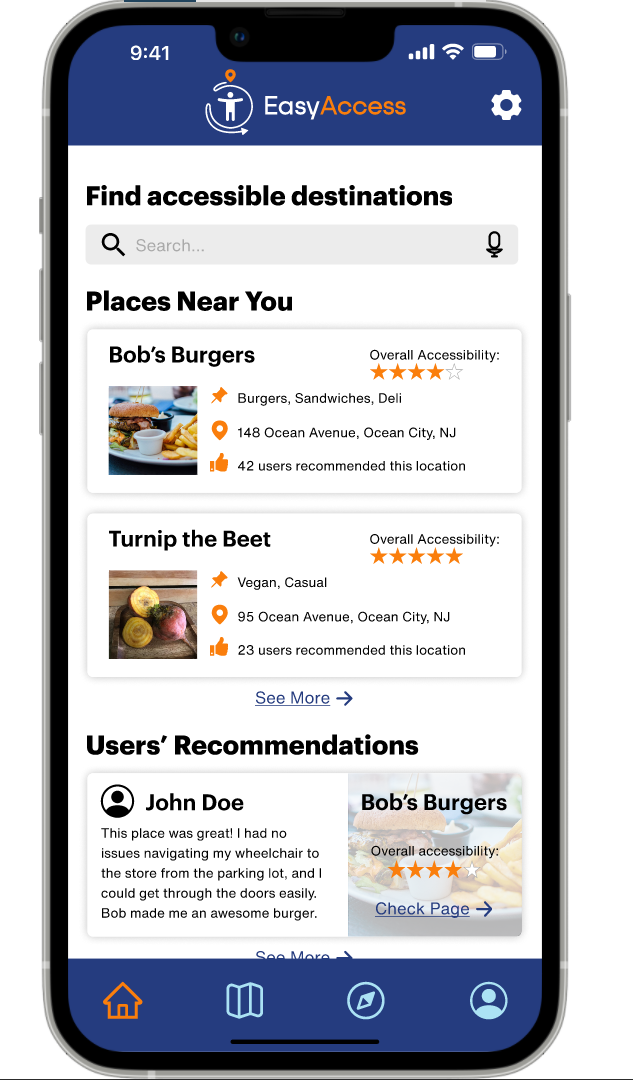 9:41
EasyAccess
Find accessible destinations
Search...
Places Near You
Bob’s Burgers
Overall Accessibility:
Burgers, Sandwiches, Deli
148 Ocean Avenue, Ocean City, NJ
42 users recommended this location
Turnip the Beet
Overall Accessibility:
Vegan, Casual
95 Ocean Avenue, Ocean City, NJ
23 users recommended this location
See More
Users’ Recommendations
John Doe
This place was great! I had no
issues navigating my wheelchair to
the store from the parking lot, and I
could get through the doors easily.
Bob made me an awesome burger.
Bob’s Burgers
Overall accessibility:
Check Page
See More